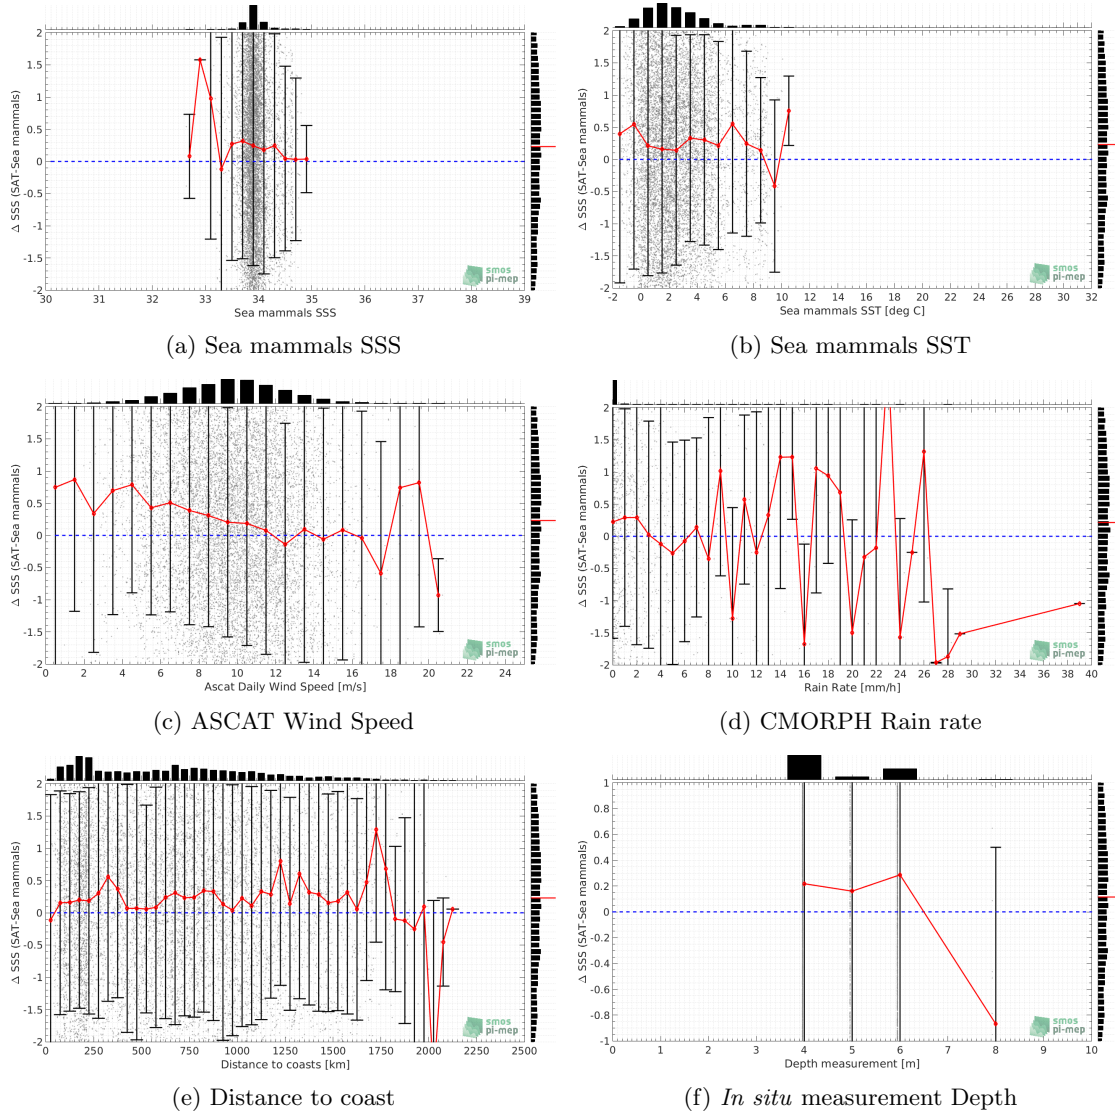 2
1.5
1
0.5
0
-0.5
-1
-1.5
-2
Δ SSS (SAT-Sea mammals)
30 31 32 33 34 35 36 37 38 39
Sea mammals SSS
smos
pi-mep
(a) Sea mammals SSS
2
1.5
1
0.5
0
-0.5
-1
-1.5
-2
Δ SSS (SAT-Sea mammals)
-2 0 2 4 6 8 10 12 14 16 18 20 22 24 26 28 30 32
Sea mammals SST [deg C]
smos
pi-mep
(b) Sea mammals SST
2
1.5
1
0.5
0
-0.5
-1
-1.5
-2
Δ SSS (SAT-Sea mammals)
0 2 4 6 8 10 12 14 16 18 20 22 24
Ascat Daily Wind Speed [m/s]
smos
pi-mep
(c) ASCAT Wind Speed
2
1.5
1
0.5
0
-0.5
-1
-1.5
-2
Δ SSS (SAT-Sea mammals)
0 2 4 6 8 10 12 14 16 18 20 22 24 26 28 30 32 34 36 38 40
Rain Rate [mm/h]
smos
pi-mep
(d) CMORPH Rain rate
2
1.5
1
0.5
0
-0.5
-1
-1.5
-2
Δ SSS (SAT-Sea mammals)
0 250 500 750 1000 1250 1500 1750 2000 2250 2500
Distance to coasts [km]
smos
pi-mep
(e) Distance to coast
1
0.8
0.6
0.4
0.2
0
-0.2
-0.4
-0.6
-0.8
-1
Δ SSS (SAT-Sea mammals)
0 1 2 3 4 5 6 7 8 9 10
Depth measurement [m]
smos
pi-mep
(f) In situ measurement Depth